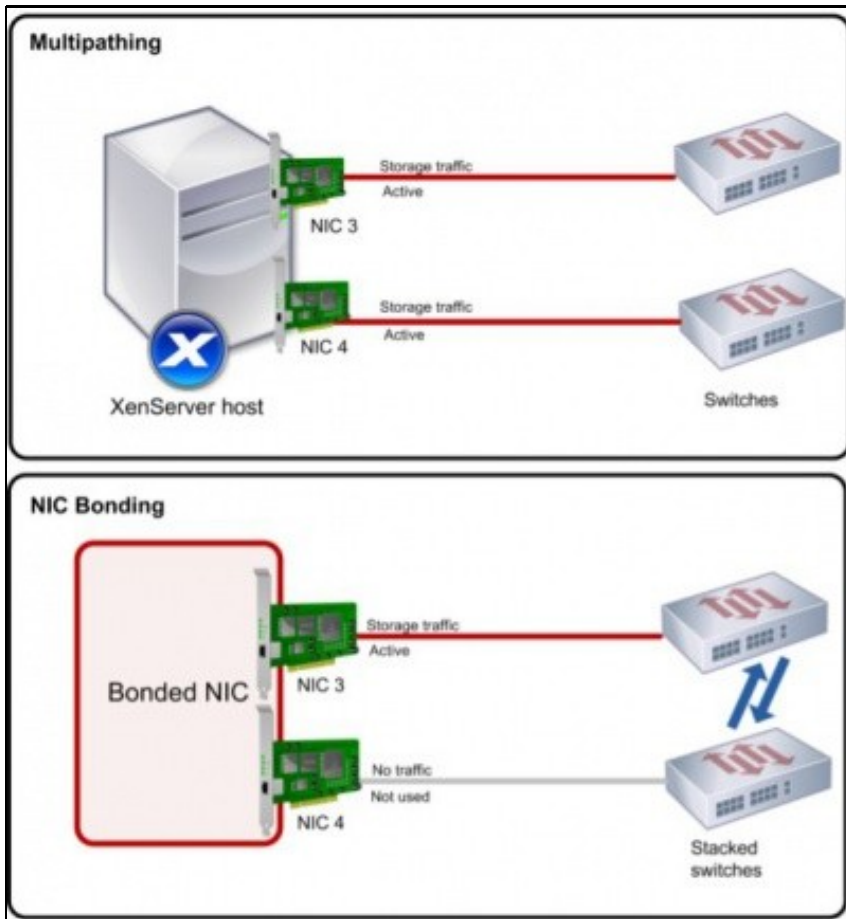 Multipathing
Storage traffic
Active
NIC 3
Storage traffic
Active
NIC 4
X
XenServer host
Switches
NIC Bonding
Storage traffic
Active
Bonded NIC
NIC 3
No traffic
Not used
NIC 4
Stacked
switches